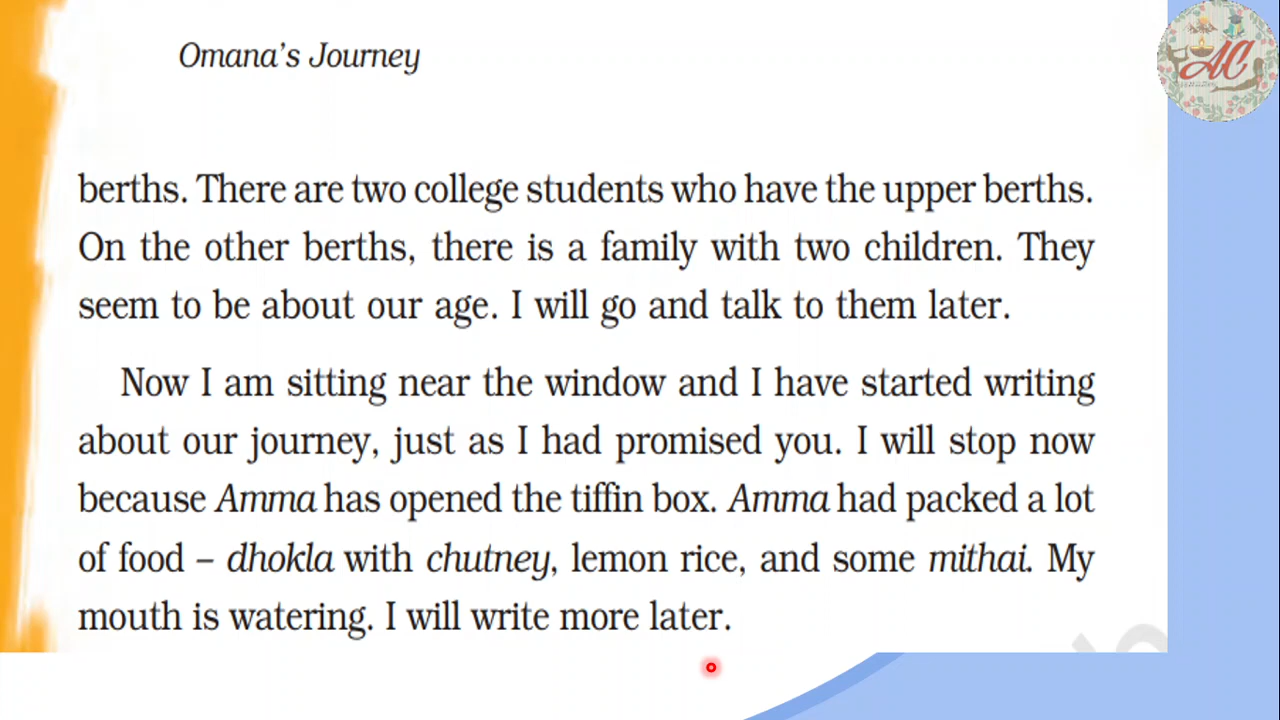 Omana's Journey
AC
berths. There are two college students who have the upper berths.
On the other berths, there is a family with two children. They
seem to be about our age. I will go and talk to them later.
Now I am sitting near the window and I have started writing
about our journey, just as I had promised you. I will stop now
because Amma has opened the tiffin box. Amma had packed a lot
of food – dhokla with chutney, lemon rice, and some mithai. My
mouth is watering. I will write more later.